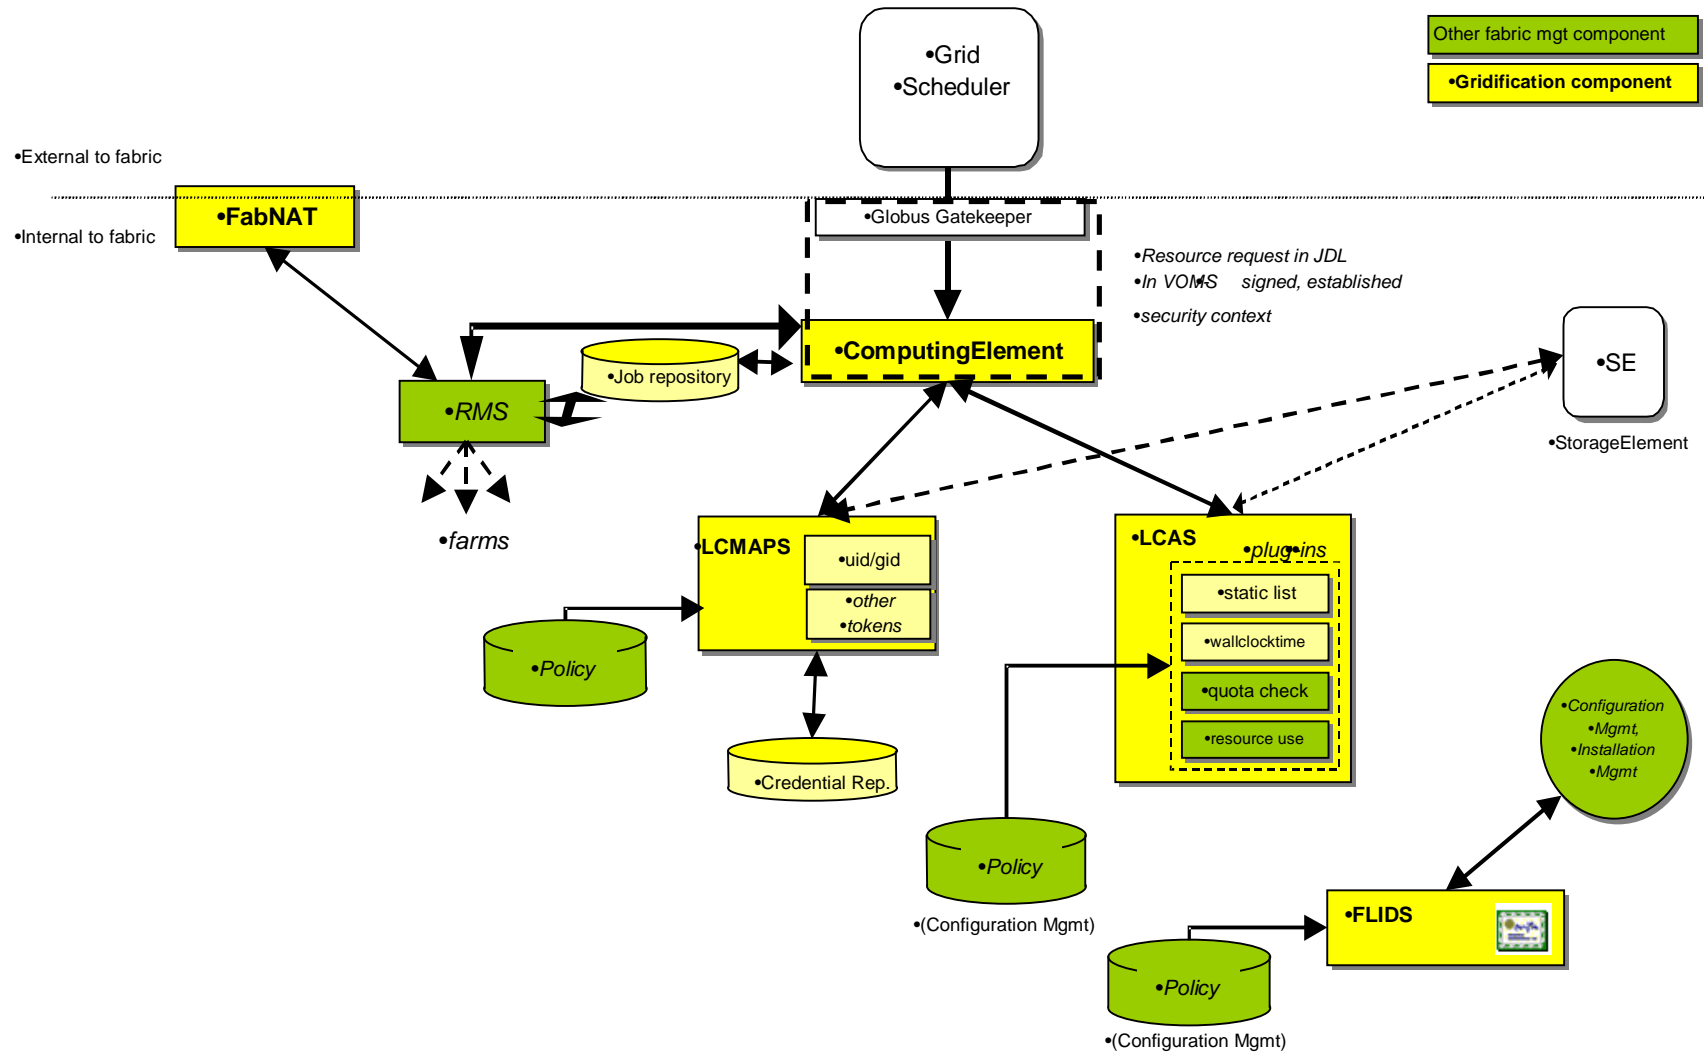 •Grid
•Scheduler
Other fabric mgt component
•Gridification component
•External to fabric
•FabNAT
•Globus Gatekeeper
•Internal to fabric
•Resource request in JDL
•In VOMS•- signed, established
•security context
•ComputingElement
•SE
•Job repository
•RMS
•StorageElement
•farms
•LCMAPS
•uid/gid
•other
•tokens
•LCAS
•plug•-ins
•static list
•wallclocktime
•quota check
•resource use
•Policy
•Credential Rep.
•Configuration
•Mgmt,
•Installation
•Mgmt
•Policy
•(Configuration Mgmt)
•FLIDS
•Policy
•(Configuration Mgmt)